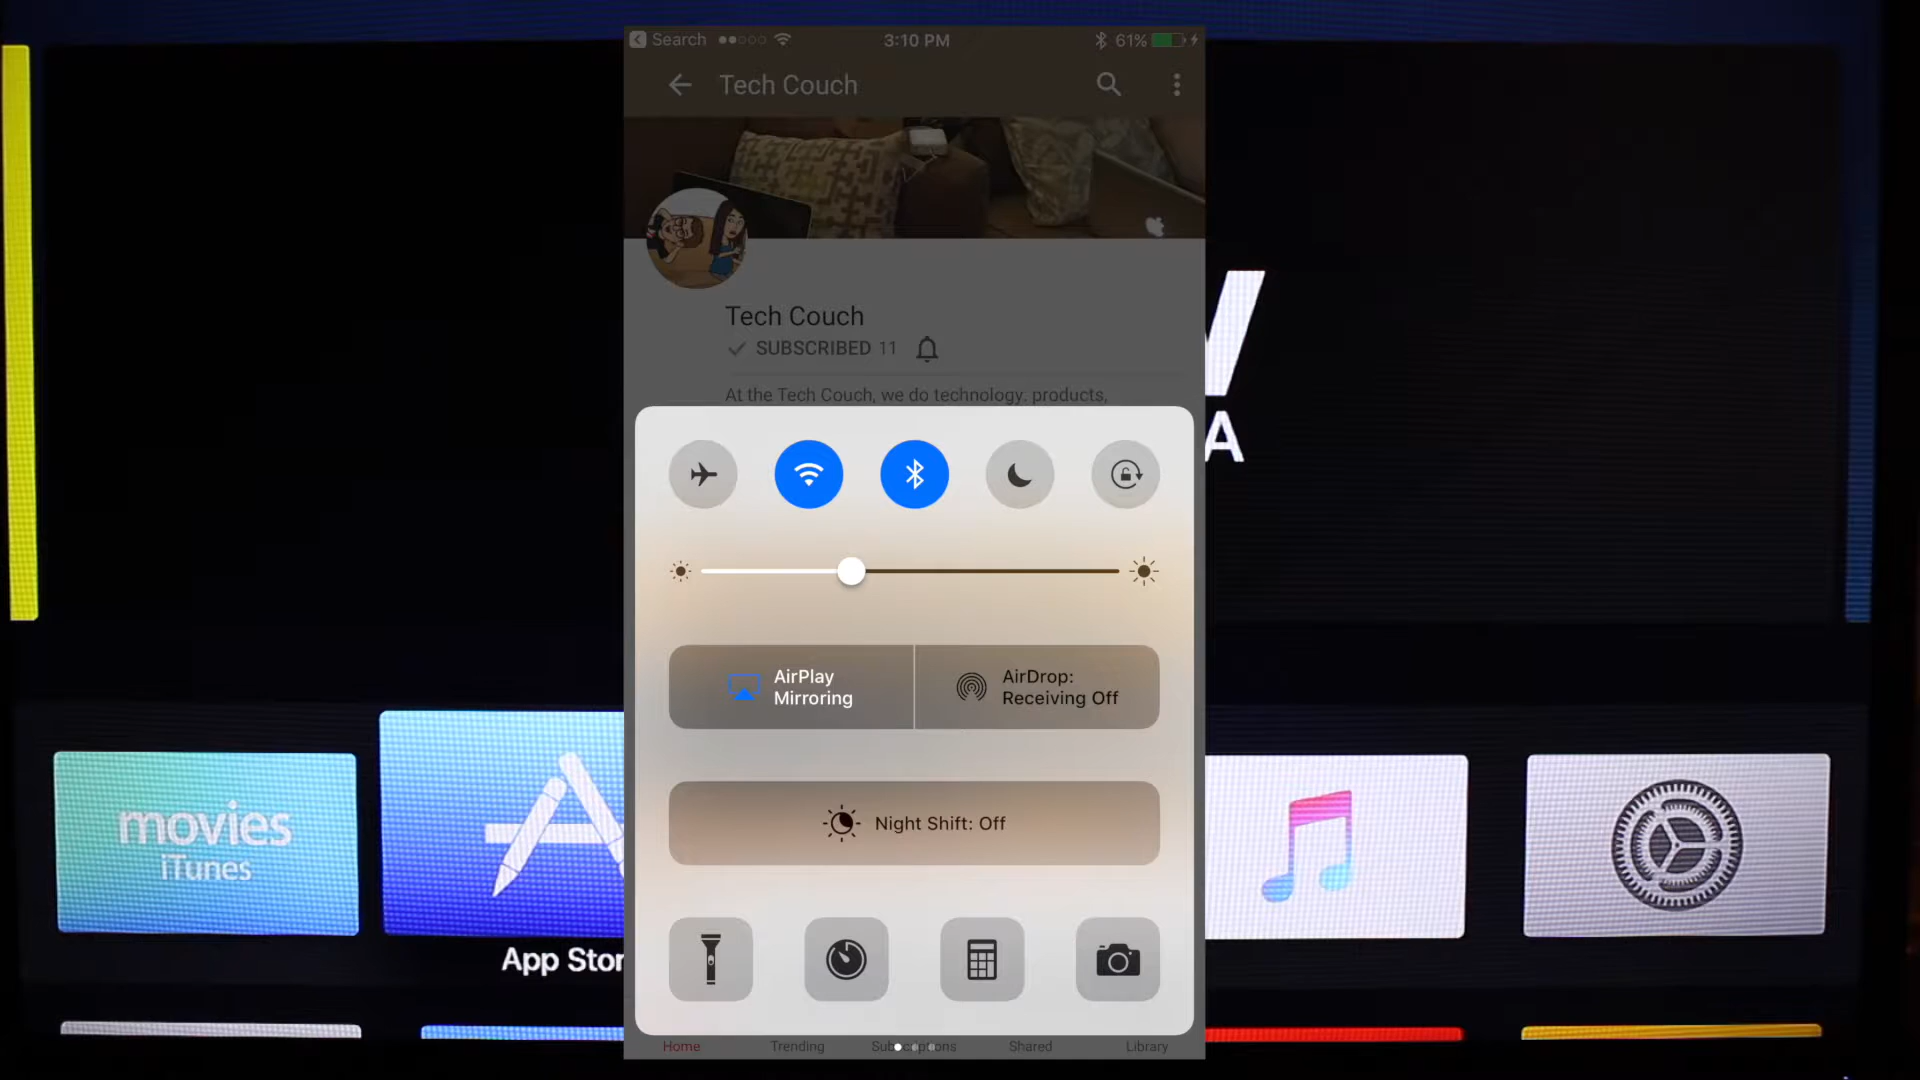 Search
3:10 PM
61%
Tech Couch
Tech Couch
SUBSCRIBED 11
At the Tech Couch, we do technology: products,
A
AirPlay
Mirroring
AirDrop:
Receiving Off
Night Shift: Off
movies
iTunes
App Stor
Home
Trending
Subscriptions
Shared
Library